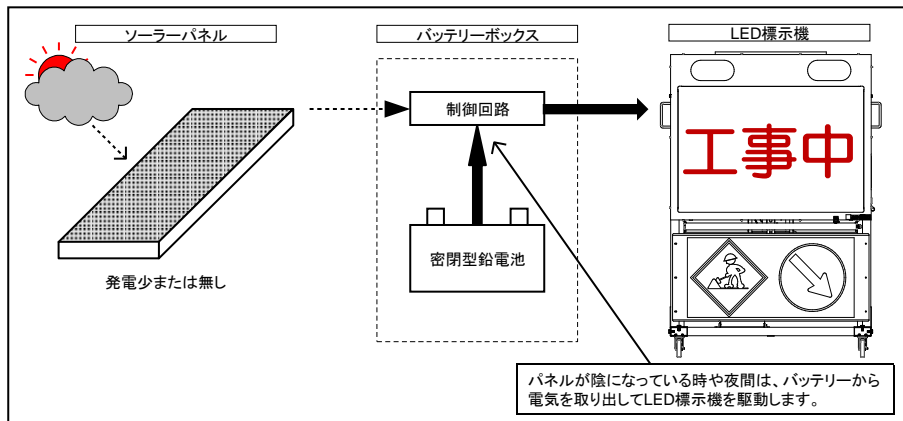 ソーラーパネル
バッテリーボックス
LED標示機
制御回路
工事中
密閉型鉛電池
発電少または無し
パネルが陰になっている時や夜間は、バッテリーから
電気を取り出してLED標示機を駆動します。